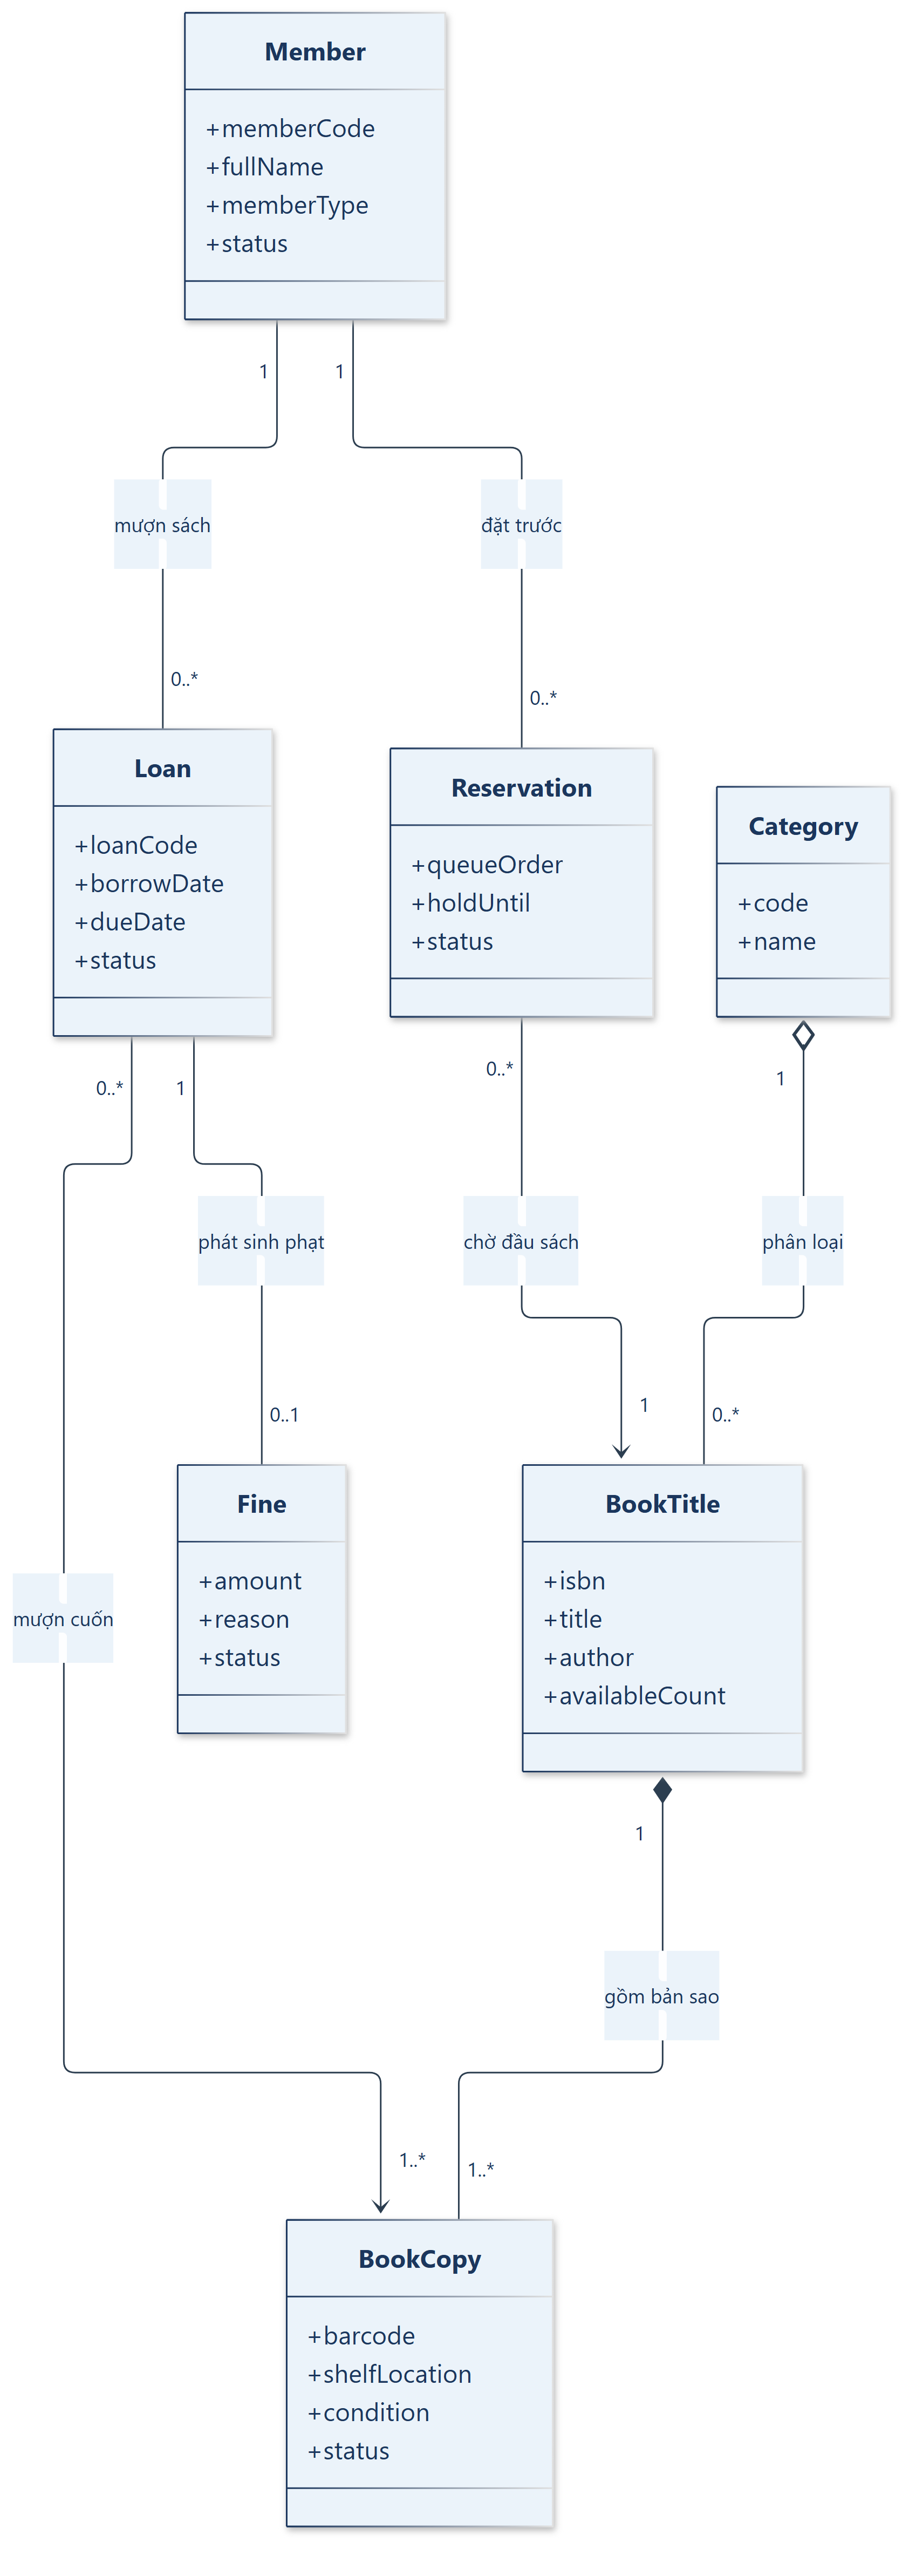 Member
+memberCode
+fullName
+memberType
+status
1
1
mượn sách
đặt trước
0..*
0..*
Loan
+loanCode
+borrowDate
+dueDate
+status
Reservation
+queueOrder
+holdUntil
+status
Category
+code
+name
0..*
1
0..*
1
phát sinh phạt
chờ đầu sách
phân loại
0..1
1
0..*
mượn cuốn
Fine
+amount
+reason
+status
BookTitle
+isbn
+title
+author
+availableCount
1
gồm bản sao
1..*
1..*
BookCopy
+barcode
+shelfLocation
+condition
+status